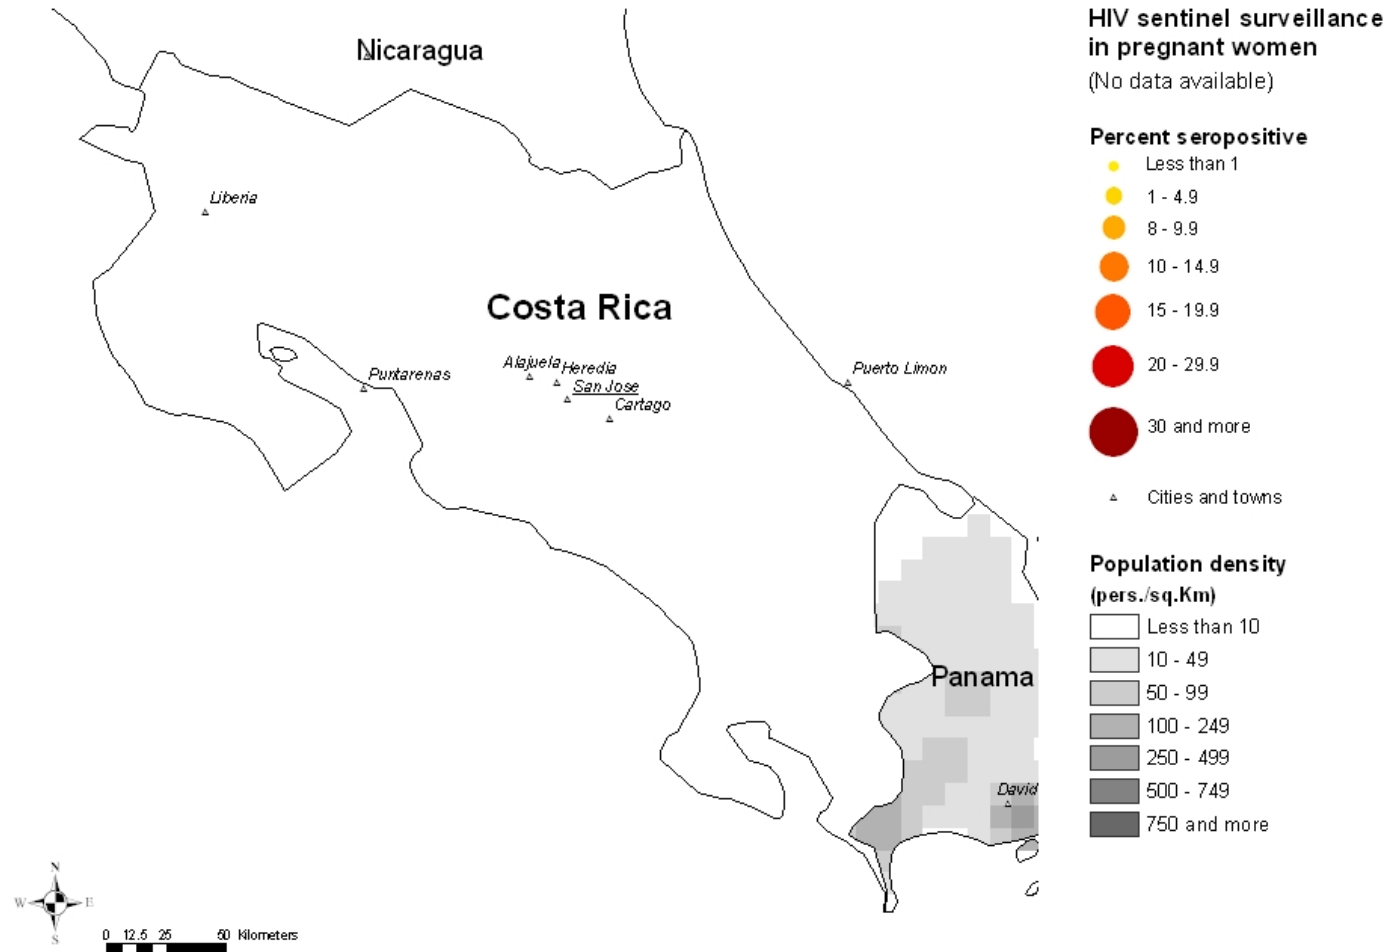 HIV sentinel surveillance
in pregnant women
(No data available)
Nicaragua
Percent seropositive
Less than 1
1 - 4.9
8 - 9.9
10 - 14.9
15 - 19.9
20 - 29.9
30 and more
Cities and towns
Liberia
Costa Rica
Alajuela
Heredia
San Jose
Cartago
Puntarenas
Puerto Limon
Population density
(pers./sq.Km)
Less than 10
10 - 49
50 - 99
100 - 249
250 - 499
500 - 749
750 and more
Panama
David
N
W E
S
0 12.5 25 50 Kilometers